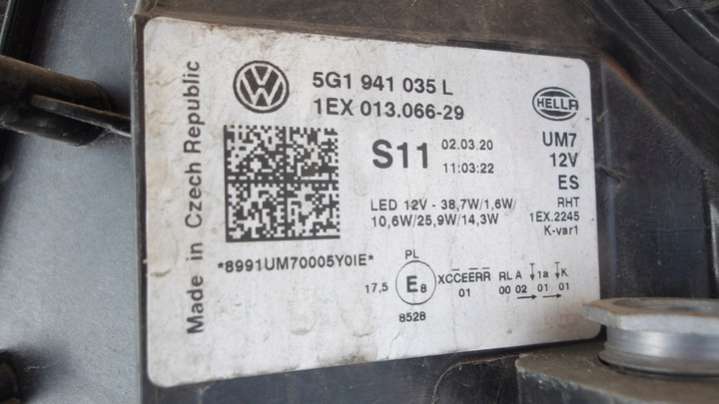 Made in Czech Republic
5G1 941 035 L
1EX 013.066-29
HELLA
S11
02.03.20
11:03:22
UM7
12V
ES
RHT
1EX.2245
K-var1
LED 12V - 38,7W/1,6W/
10,6W/25,9W/14,3W
*8991UM70005Y0IE*
PL
17,5
E8
8528
XCCEERR RL A 1a K
01 00 02 01 01